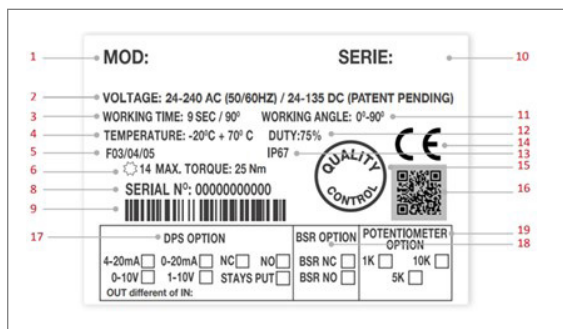 1 MOD: SERIE: 10
2 VOLTAGE: 24-240 AC (50/60HZ) / 24-135 DC (PATENT PENDING)
3 WORKING TIME: 9 SEC / 90º WORKING ANGLE: 0º-90º 11
4 TEMPERATURE: -20ºC + 70º C DUTY:75% 12
5 F03/04/05 IP67 13
CE 14
QUALITY CONTROL 15
6 14 MAX. TORQUE: 25 Nm
8 SERIAL Nº: 00000000000 16
9
17 DPS OPTION BSR OPTION 18 POTENTIOMETER OPTION 19
4-20mA 0-20mA NC NO BSR NC 1K 10K
0-10V 1-10V STAYS PUT BSR NO 5K
OUT different of IN: